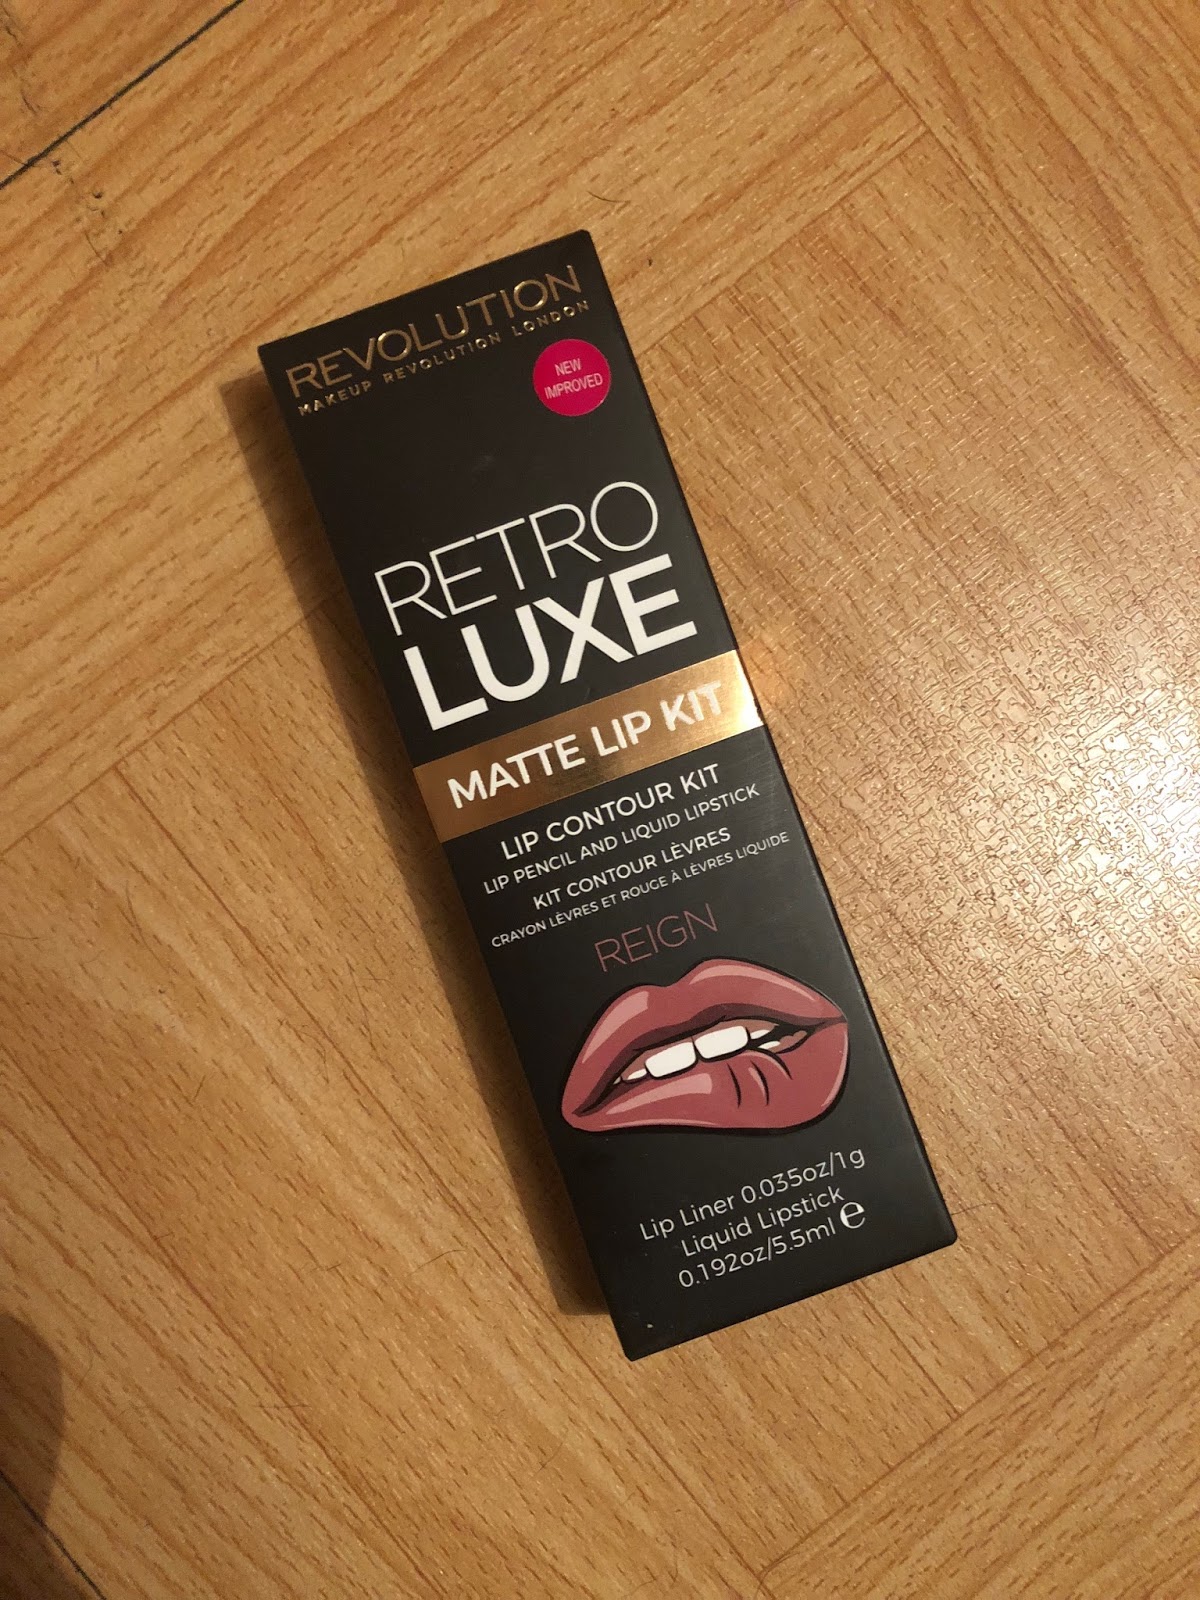 REVOLUTION
MAKEUP REVOLUTION LONDON
NEW
IMPROVED
RETRO
LUXE
MATTE LIP KIT
LIP CONTOUR KIT
LIP PENCIL AND LIQUID LIPSTICK
KIT CONTOUR LÈVRES
CRAYON LÈVRES ET ROUGE À LÈVRES LIQUIDE
REIGN
Lip Liner 0.035oz/1g
Liquid Lipstick
0.192oz/5.5ml ℮